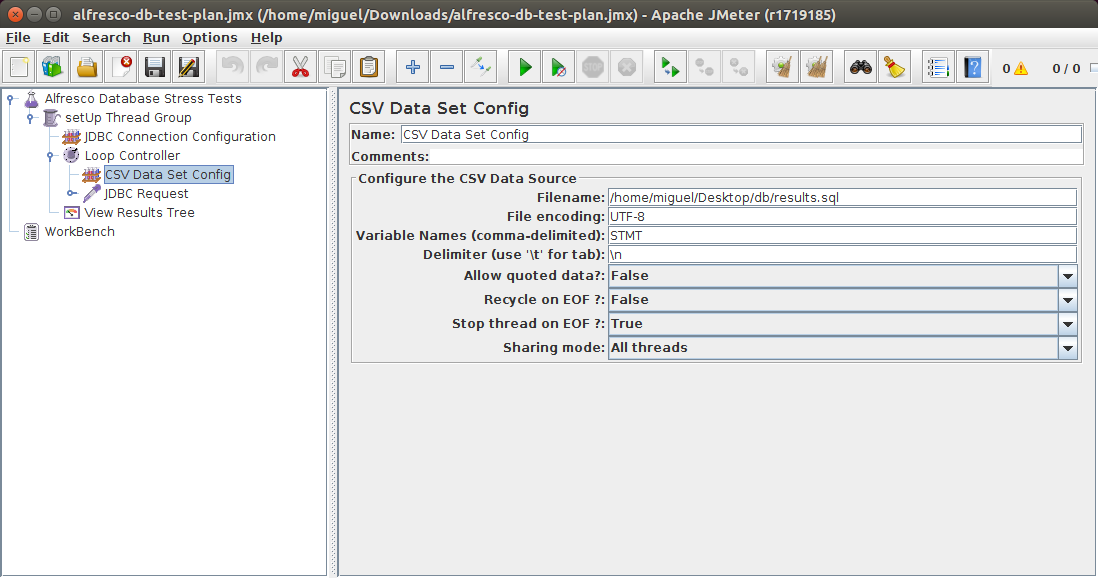 alfresco-db-test-plan.jmx (/home/miguel/Downloads/alfresco-db-test-plan.jmx) - Apache JMeter (r1719185)
File Edit Search Run Options Help
STOP 0 0 / 0
Alfresco Database Stress Tests
setUp Thread Group
JDBC Connection Configuration
Loop Controller
CSV Data Set Config
JDBC Request
View Results Tree
WorkBench
CSV Data Set Config
Name: CSV Data Set Config
Comments:
Configure the CSV Data Source
Filename: /home/miguel/Desktop/db/results.sql
File encoding: UTF-8
Variable Names (comma-delimited): STMT
Delimiter (use '\t' for tab): \n
Allow quoted data?: False
Recycle on EOF ?: False
Stop thread on EOF ?: True
Sharing mode: All threads